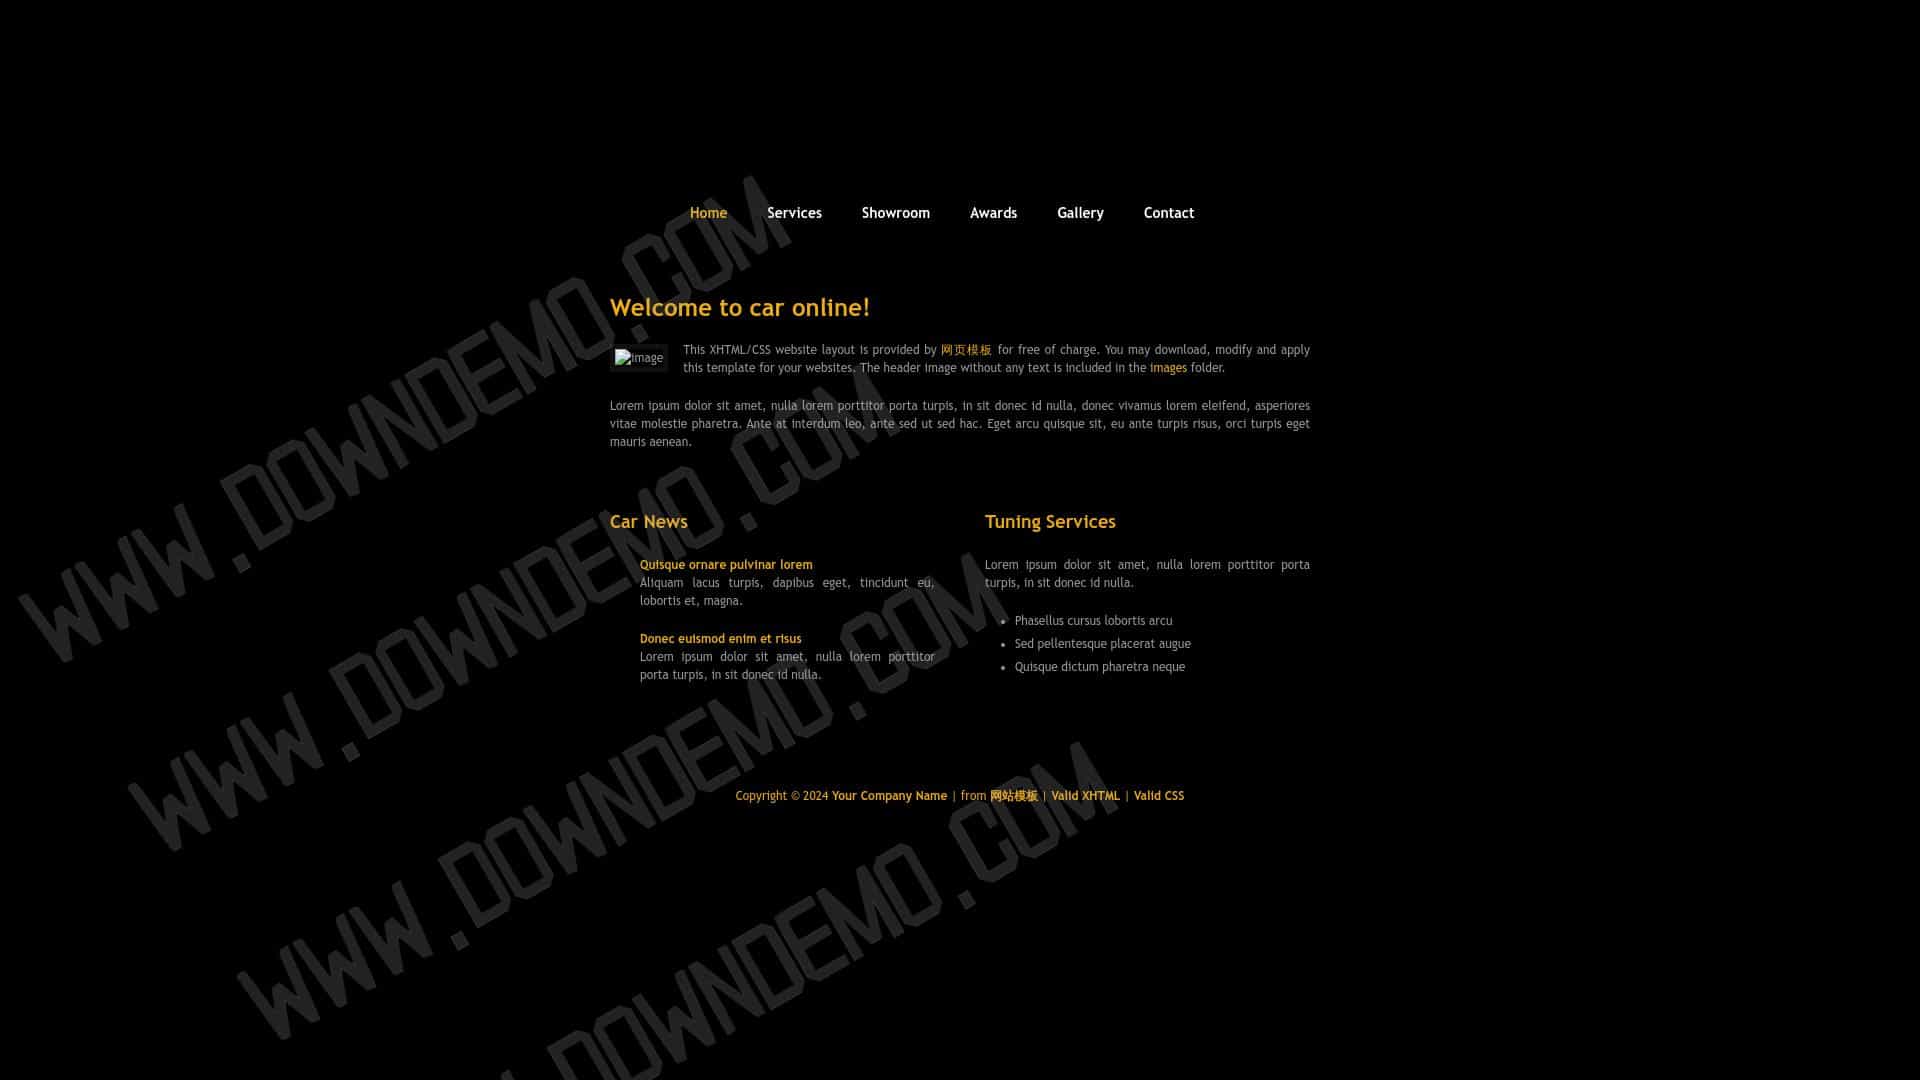 Home Services Showroom Awards Gallery Contact
Welcome to car online!
image
This XHTML/CSS website layout is provided by 网页模板 for free of charge. You may download, modify and apply
this template for your websites. The header image without any text is included in the images folder.
Lorem ipsum dolor sit amet, nulla lorem porttitor porta turpis, in sit donec id nulla, donec vivamus lorem eleifend, asperiores
vitae molestie pharetra. Ante at interdum leo, ante sed ut sed hac. Eget arcu quisque sit, eu ante turpis risus, orci turpis eget
mauris aenean.
Car News
Quisque ornare pulvinar lorem
Aliquam lacus turpis, dapibus eget, tincidunt eu,
lobortis et, magna.
Donec euismod enim et risus
Lorem ipsum dolor sit amet, nulla lorem porttitor
porta turpis, in sit donec id nulla.
Tuning Services
Lorem ipsum dolor sit amet, nulla lorem porttitor porta
turpis, in sit donec id nulla.
Phasellus cursus lobortis arcu
Sed pellentesque placerat augue
Quisque dictum pharetra neque
Copyright © 2024 Your Company Name | from 网站模板 | Valid XHTML | Valid CSS
WWW.DOWNDEMO.COM
WWW.DOWNDEMO.COM
WWW.DOWNDEMO.COM
DOWNDEMO.COM